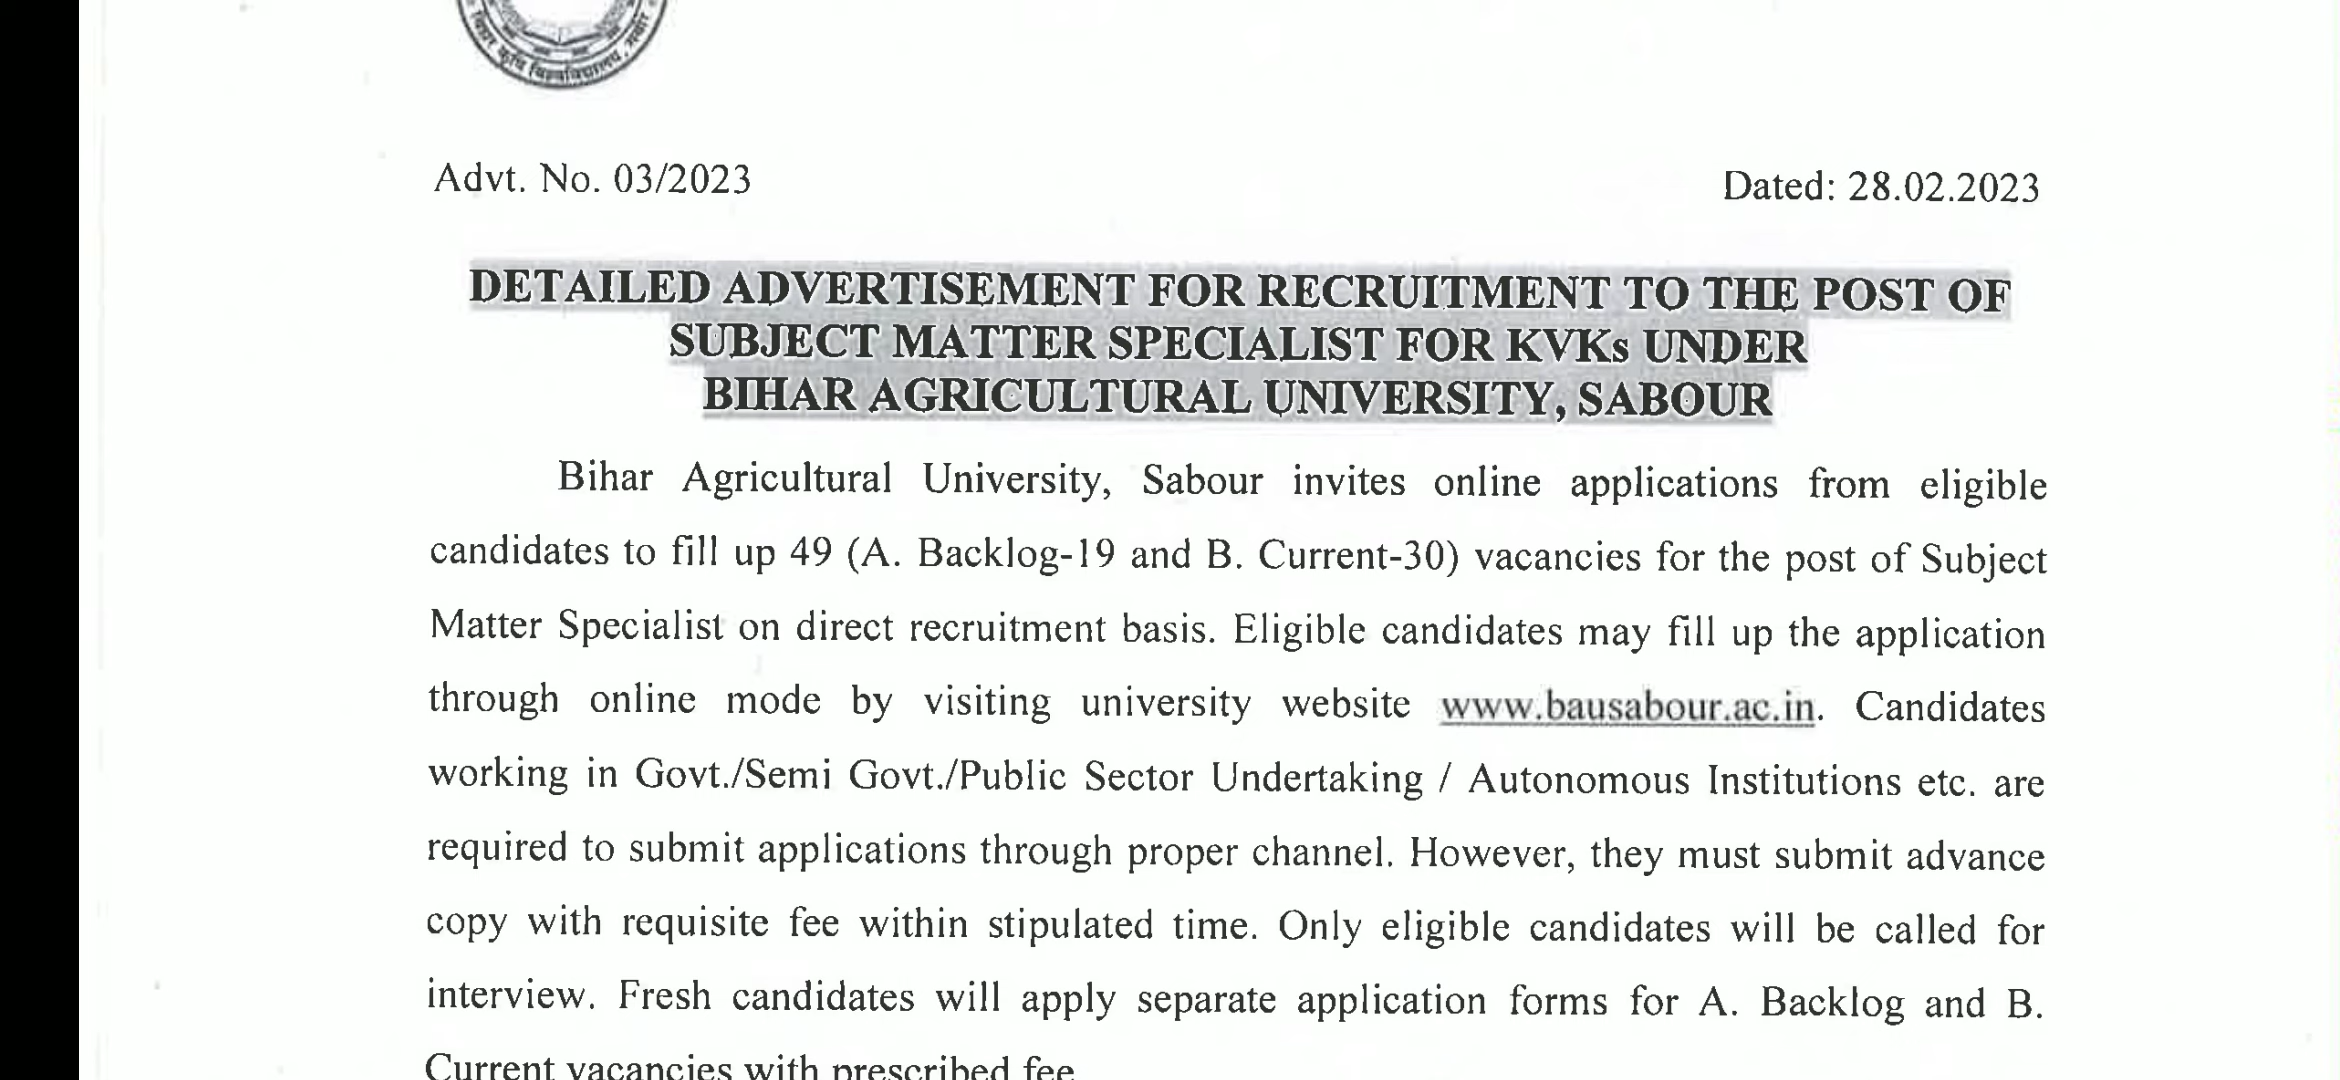 बिहार कृषि विश्वविद्यालय, सबौर
Advt. No. 03/2023
Dated: 28.02.2023
DETAILED ADVERTISEMENT FOR RECRUITMENT TO THE POST OF
SUBJECT MATTER SPECIALIST FOR KVKs UNDER
BIHAR AGRICULTURAL UNIVERSITY, SABOUR
Bihar Agricultural University, Sabour invites online applications from eligible
candidates to fill up 49 (A. Backlog-19 and B. Current-30) vacancies for the post of Subject
Matter Specialist on direct recruitment basis. Eligible candidates may fill up the application
through online mode by visiting university website www.bausabour.ac.in. Candidates
working in Govt./Semi Govt./Public Sector Undertaking / Autonomous Institutions etc. are
required to submit applications through proper channel. However, they must submit advance
copy with requisite fee within stipulated time. Only eligible candidates will be called for
interview. Fresh candidates will apply separate application forms for A. Backlog and B.
Current vacancies with prescribed fee